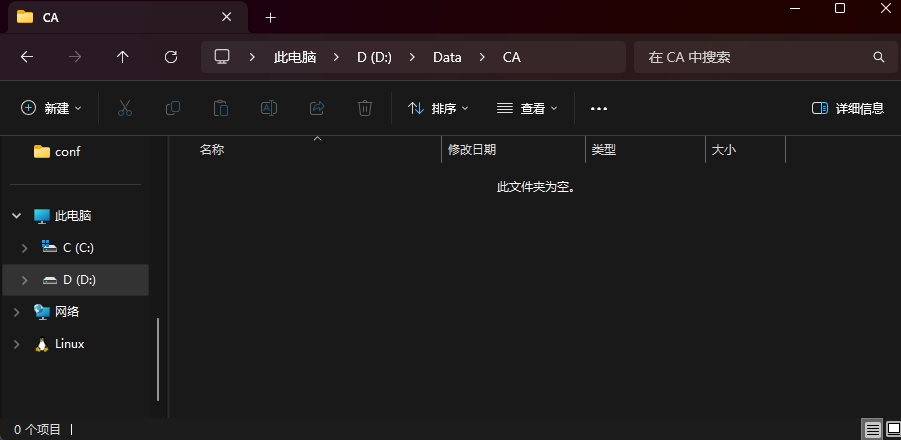 CA
此电脑 D (D:) Data CA 在 CA 中搜索
新建 排序 查看 详细信息
conf 名称 修改日期 类型 大小
此文件夹为空。
此电脑
C (C:)
D (D:)
网络
Linux
0 个项目